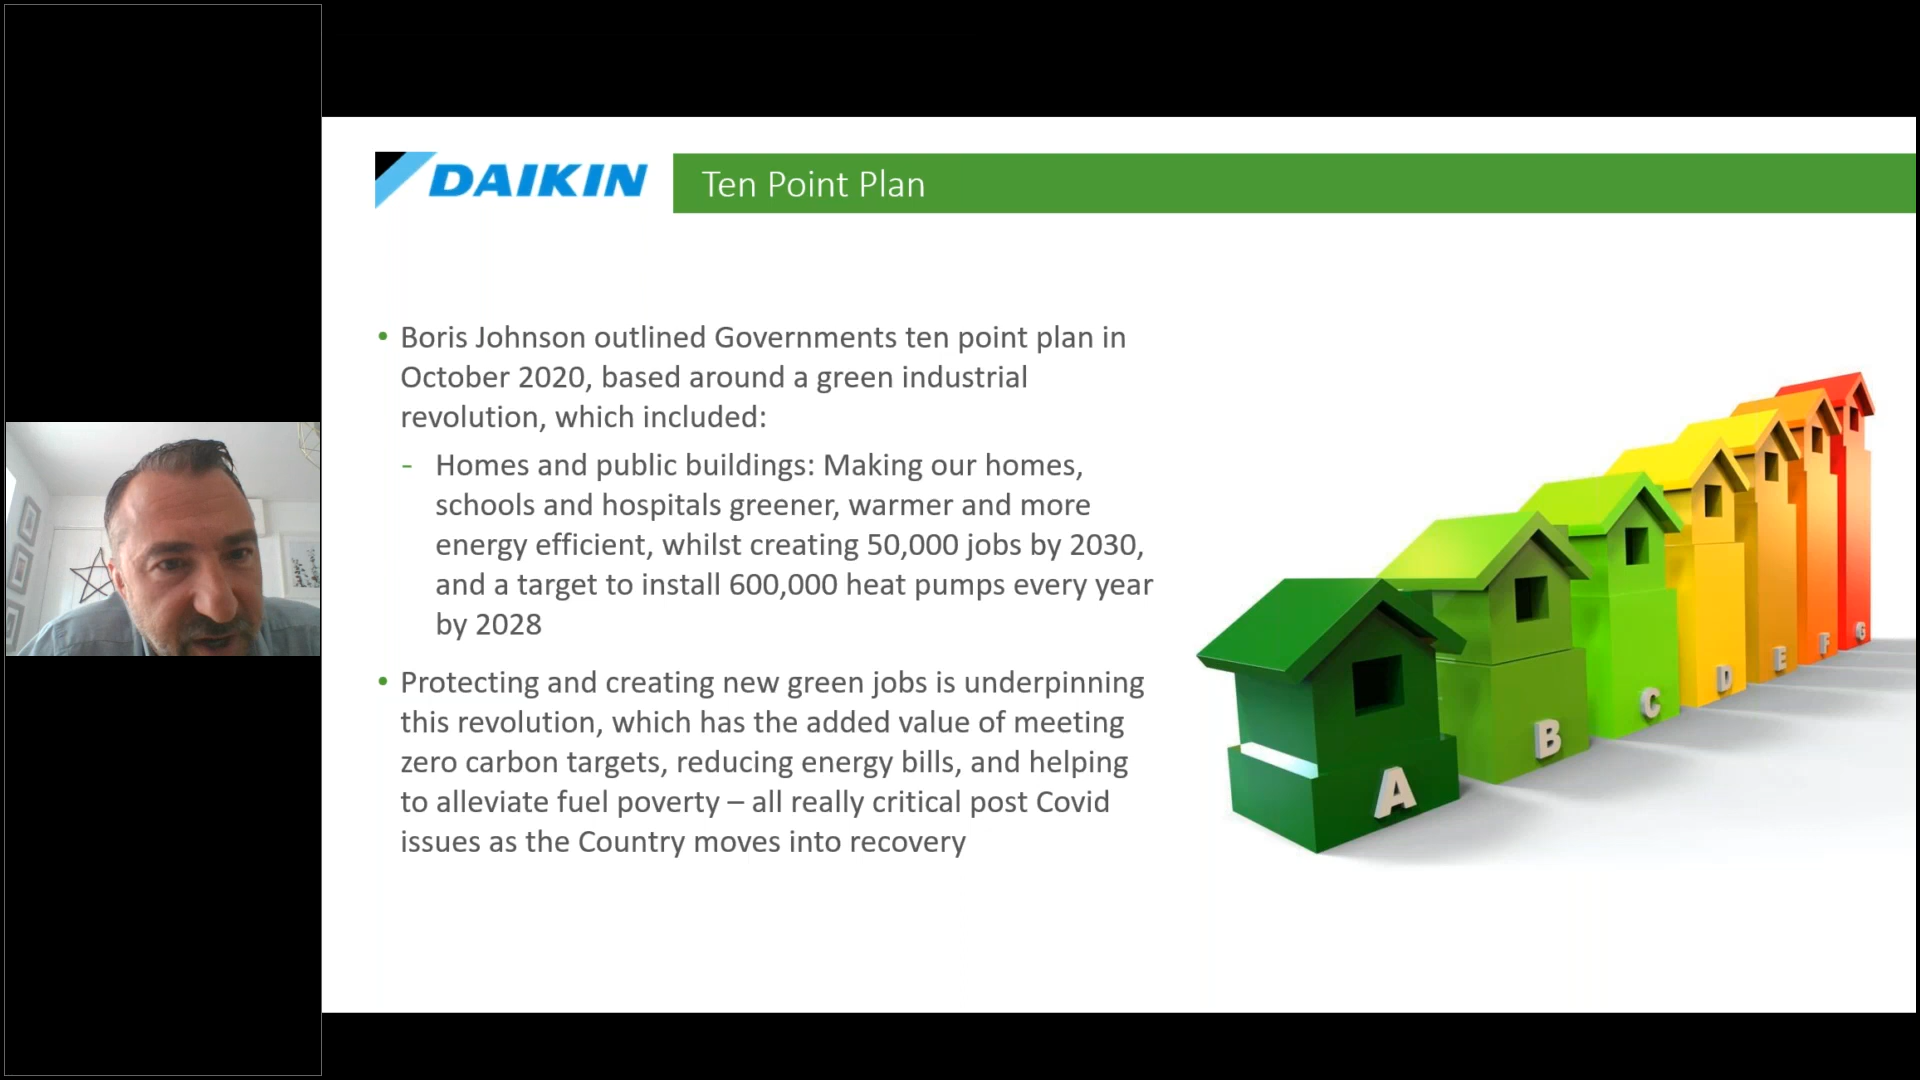 DAIKIN
Ten Point Plan
• Boris Johnson outlined Governments ten point plan in
October 2020, based around a green industrial
revolution, which included:
- Homes and public buildings: Making our homes,
schools and hospitals greener, warmer and more
energy efficient, whilst creating 50,000 jobs by 2030,
and a target to install 600,000 heat pumps every year
by 2028
• Protecting and creating new green jobs is underpinning
this revolution, which has the added value of meeting
zero carbon targets, reducing energy bills, and helping
to alleviate fuel poverty – all really critical post Covid
issues as the Country moves into recovery
A
B
C
D
E
F
G